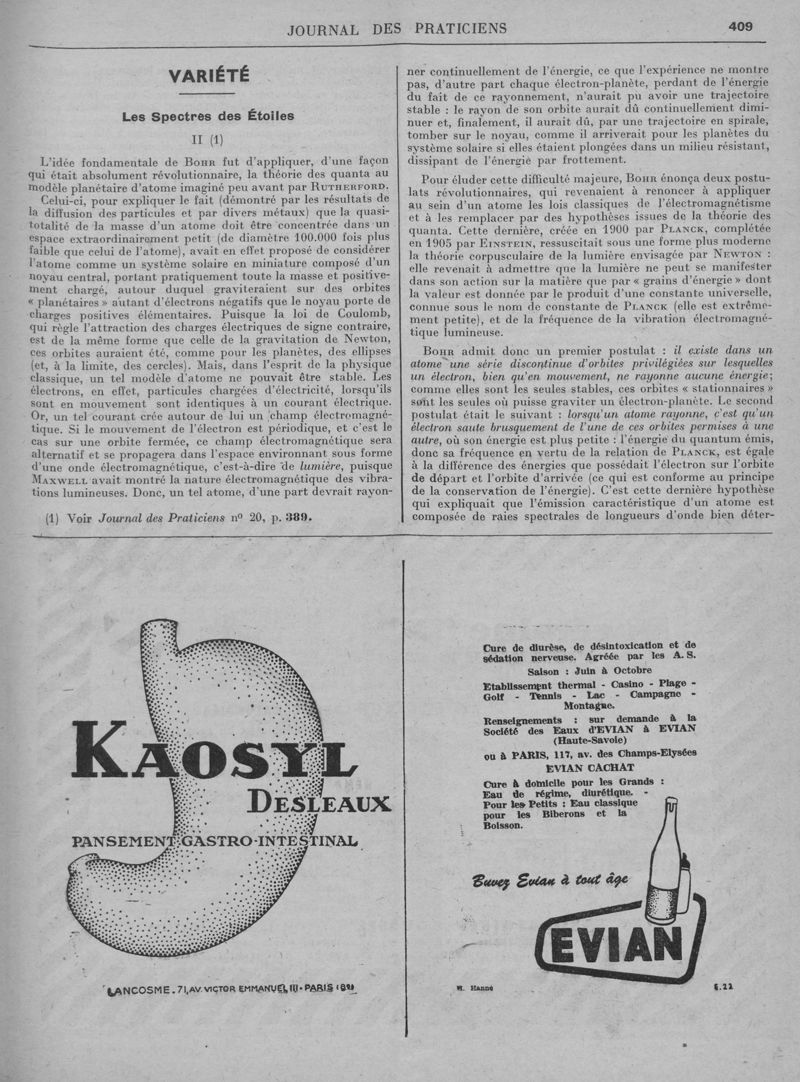 JOURNAL DES PRATICIENS
409
VARIÉTÉ
Les Spectres des Étoiles
II (1)
L'idée fondamentale de BOHR fut d'appliquer, d'une façon
qui était absolument révolutionnaire, la théorie des quanta au
modèle planétaire d'atome imaginé peu avant par RUTHERFORD.
Celui-ci, pour expliquer le fait (démontré par les résultats de
la diffusion des particules et par divers métaux) que la quasi-
totalité de la masse d'un atome doit être concentrée dans un
espace extraordinairement petit (de diamètre 100.000 fois plus
faible que celui de l'atome), avait en effet proposé de considérer
l'atome comme un système solaire en miniature composé d'un
noyau central, portant pratiquement toute la masse et positive-
ment chargé, autour duquel graviteraient sur des orbites
« planétaires » autant d'électrons négatifs que le noyau porte de
charges positives élémentaires. Puisque la loi de Coulomb,
qui règle l'attraction des charges électriques de signe contraire,
est de la même forme que celle de la gravitation de Newton,
ces orbites auraient été, comme pour les planètes, des ellipses
(et, à la limite, des cercles). Mais, dans l'esprit de la physique
classique, un tel modèle d'atome ne pouvait être stable. Les
électrons, en effet, particules chargées d'électricité, lorsqu'ils
sont en mouvement sont identiques à un courant électrique.
Or, un tel courant crée autour de lui un champ électromagné-
tique. Si le mouvement de l'électron est périodique, et c'est le
cas sur une orbite fermée, ce champ électromagnétique sera
alternatif et se propagera dans l'espace environnant sous forme
d'une onde électromagnétique, c'est-à-dire de lumière, puisque
MAXWELL avait montré la nature électromagnétique des vibra-
tions lumineuses. Donc, un tel atome, d'une part devrait rayon-
(1) Voir Journal des Praticiens nº 20, p. 389.
ner continuellement de l'énergie, ce que l'expérience ne montre
pas, d'autre part chaque électron-planète, perdant de l'énergie
du fait de ce rayonnement, n'aurait pu avoir une trajectoire
stable : le rayon de son orbite aurait dû continuellement dimi-
nuer et, finalement, il aurait dû, par une trajectoire en spirale,
tomber sur le noyau, comme il arriverait pour les planètes du
système solaire si elles étaient plongées dans un milieu résistant,
dissipant de l'énergie par frottement.
Pour éluder cette difficulté majeure, BOHR énonça deux postu-
lats révolutionnaires, qui revenaient à renoncer à appliquer
au sein d'un atome les lois classiques de l'électromagnétisme
et à les remplacer par des hypothèses issues de la théorie des
quanta. Cette dernière, créée en 1900 par PLANCK, complétée
en 1905 par EINSTEIN, ressuscitait sous une forme plus moderne
la théorie corpusculaire de la lumière envisagée par NEWTON :
elle revenait à admettre que la lumière ne peut se manifester
dans son action sur la matière que par « grains d'énergie » dont
la valeur est donnée par le produit d'une constante universelle,
connue sous le nom de constante de PLANCK (elle est extrême-
ment petite), et de la fréquence de la vibration électromagné-
tique lumineuse.
BOHR admit donc un premier postulat : il existe dans un
atome une série discontinue d'orbites privilégiées sur lesquelles
un électron, bien qu'en mouvement, ne rayonne aucune énergie;
comme elles sont les seules stables, ces orbites « stationnaires »
sont les seules où puisse graviter un électron-planète. Le second
postulat était le suivant : lorsqu'un atome rayonne, c'est qu'un
électron saute brusquement de l'une de ces orbites permises à une
autre, où son énergie est plus petite : l'énergie du quantum émis,
donc sa fréquence en vertu de la relation de PLANCK, est égale
à la différence des énergies que possédait l'électron sur l'orbite
de départ et l'orbite d'arrivée (ce qui est conforme au principe
de la conservation de l'énergie). C'est cette dernière hypothèse
qui expliquait que l'émission caractéristique d'un atome est
composée de raies spectrales de longueurs d'onde bien déter-
KAOSYL
DESLEAUX
PANSEMENT GASTRO-INTESTINAL
LANCOSME. 71, AV. VICTOR EMMANUEL III - PARIS (8e)
Cure de diurèse, de désintoxication et de
sédation nerveuse. Agréée par les A.S.
Saison : Juin à Octobre
Etablissement thermal - Casino - Plage -
Golf - Tennis - Lac - Campagne -
Montagne.
Renseignements : sur demande à la
Société des Eaux d'EVIAN à EVIAN
(Haute-Savoie)
ou à PARIS, 117, av. des Champs-Elysées
EVIAN CACHAT
Cure à domicile pour les Grands :
Eau de régime, diurétique. -
Pour les Petits : Eau classique
pour les Biberons et la
Boisson.
Buvez Evian à tout âge
EVIAN
6.22